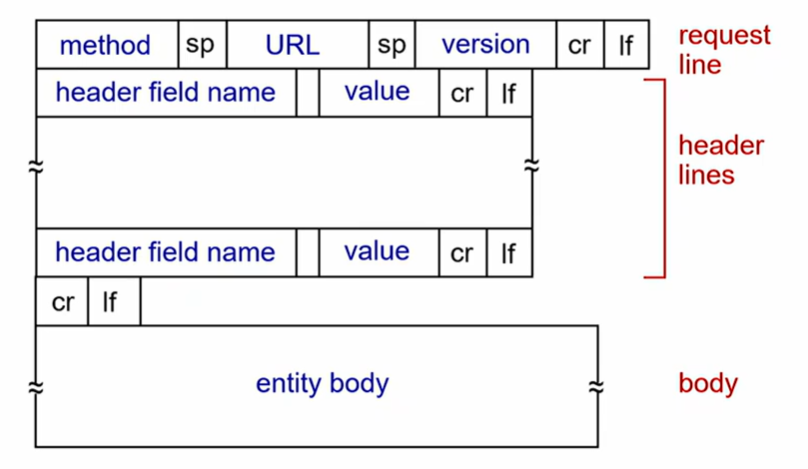 method sp URL sp version cr lf request
line
header field name value cr lf
header
lines
header field name value cr lf
cr lf
entity body body